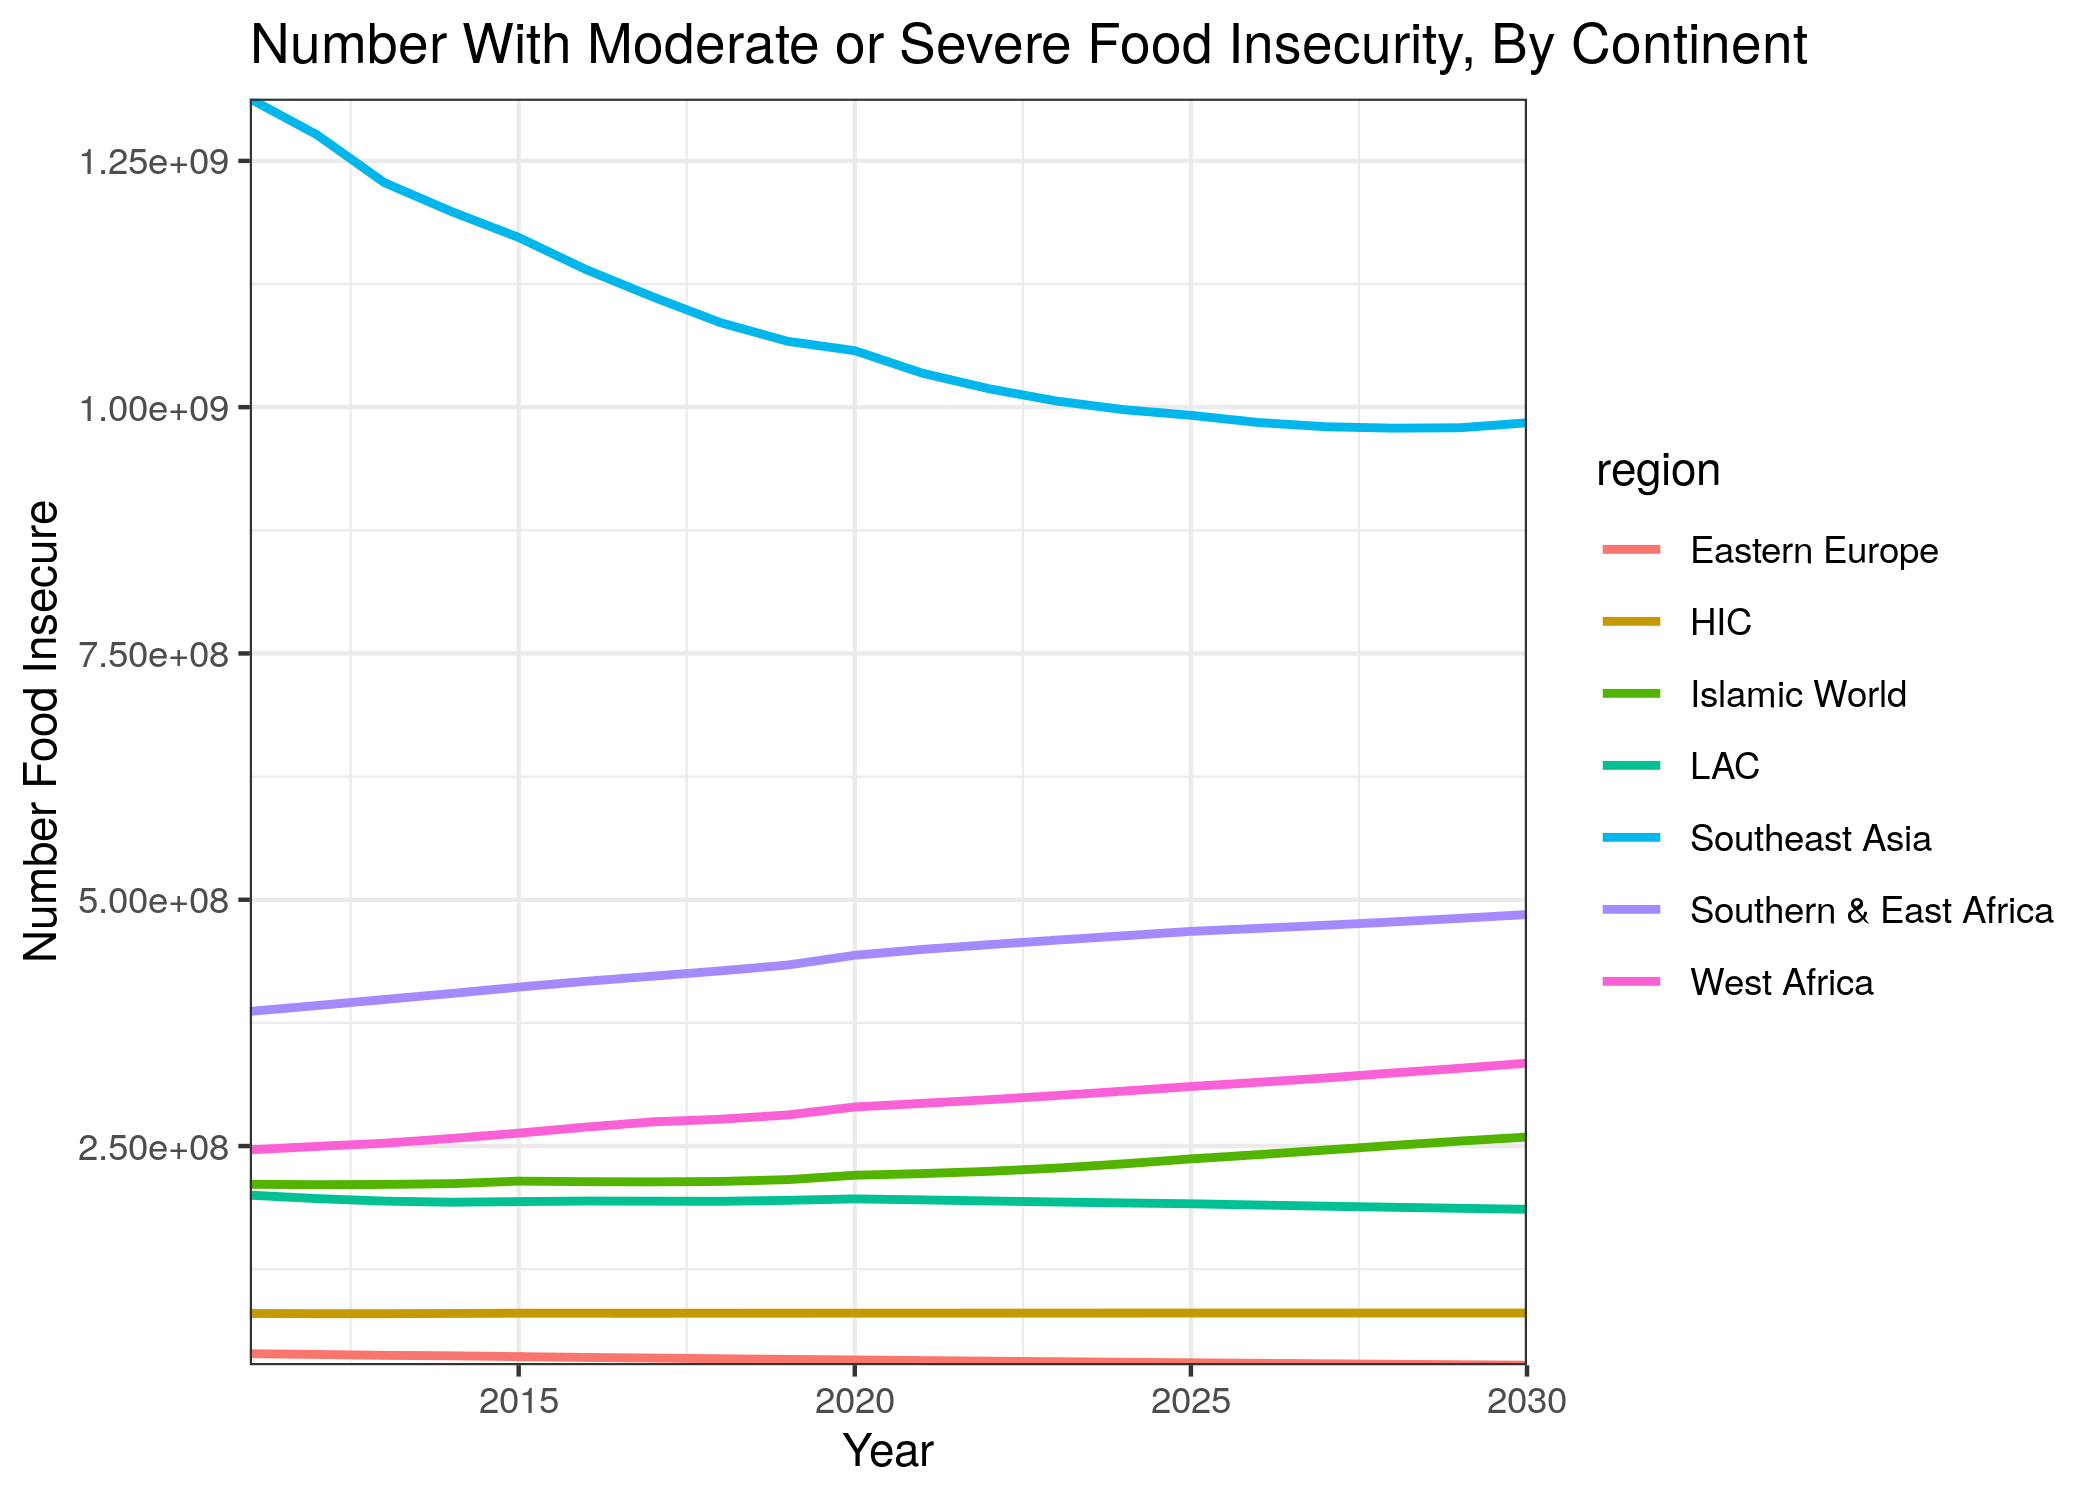 Number With Moderate or Severe Food Insecurity, By Continent
Number Food Insecure
1.25e+09
1.00e+09
7.50e+08
5.00e+08
2.50e+08
2015
2020
2025
2030
Year
region
Eastern Europe
HIC
Islamic World
LAC
Southeast Asia
Southern & East Africa
West Africa